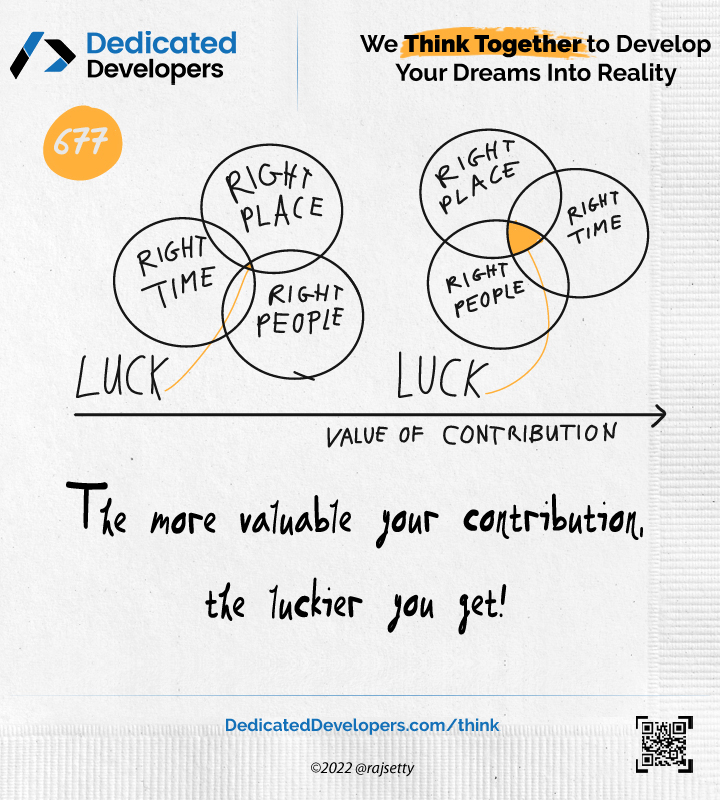 Dedicated
Developers
We Think Together to Develop
Your Dreams Into Reality
677
RIGHT
PLACE
RIGHT
TIME
RIGHT
PEOPLE
LUCK
RIGHT
PLACE
RIGHT
TIME
RIGHT
PEOPLE
LUCK
VALUE OF CONTRIBUTION
The more valuable your contribution,
the luckier you get!
DedicatedDevelopers.com/think
©2022 @rajsetty